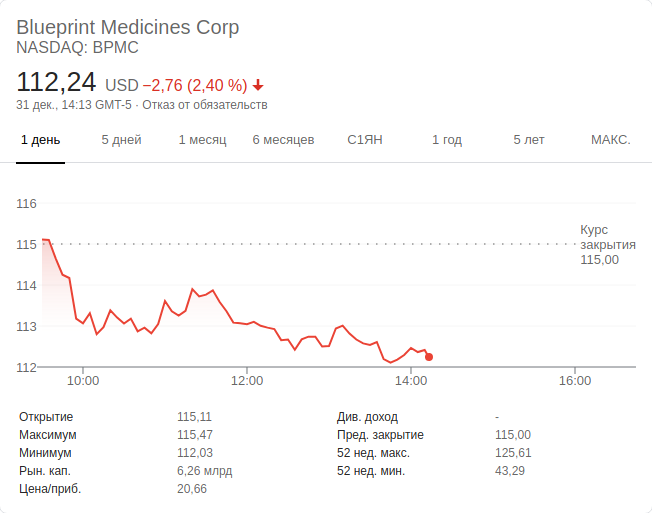 Blueprint Medicines Corp
NASDAQ: BPMC
112,24 USD −2,76 (2,40 %)
31 дек., 14:13 GMT-5 · Отказ от обязательств
1 день 5 дней 1 месяц 6 месяцев С1ЯН 1 год 5 лет МАКС.
116
115
114
113
112
Курс
закрытия
115,00
10:00 12:00 14:00 16:00
Открытие 115,11 Див. доход -
Максимум 115,47 Пред. закрытие 115,00
Минимум 112,03 52 нед. макс. 125,61
Рын. кап. 6,26 млрд 52 нед. мин. 43,29
Цена/приб. 20,66